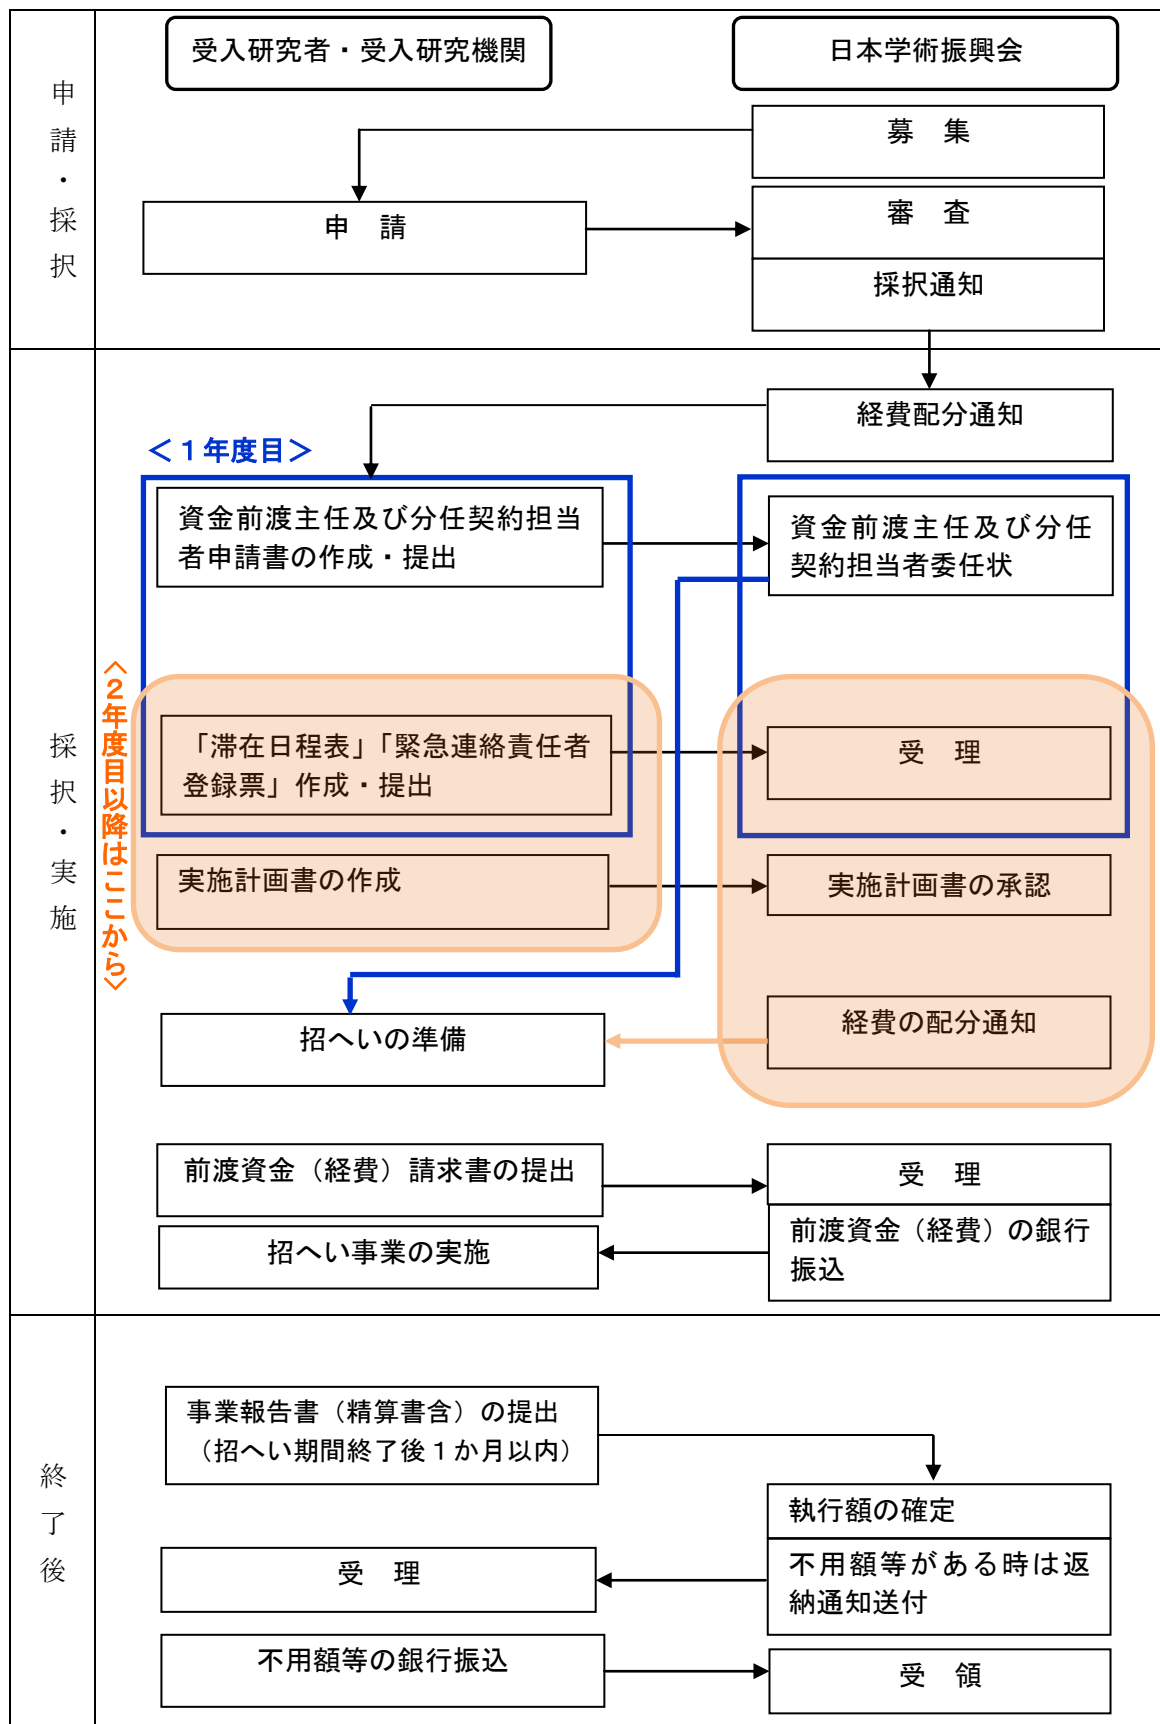 受入研究者・受入研究機関
日本学術振興会
申請・採択
募　集
申　請
審　査
採択通知
採択・実施
経費配分通知
＜１年度目＞
資金前渡主任及び分任契約担当
者申請書の作成・提出
資金前渡主任及び分任
契約担当者委任状
＜２年度目以降はここから＞
「滞在日程表」「緊急連絡責任者
登録票」作成・提出
受　理
実施計画書の作成
実施計画書の承認
経費の配分通知
招へいの準備
前渡資金（経費）請求書の提出
受　理
招へい事業の実施
前渡資金（経費）の銀行
振込
終了後
事業報告書（精算書含）の提出
（招へい期間終了後１か月以内）
執行額の確定
不用額等がある時は返
納通知送付
受　理
不用額等の銀行振込
受　領